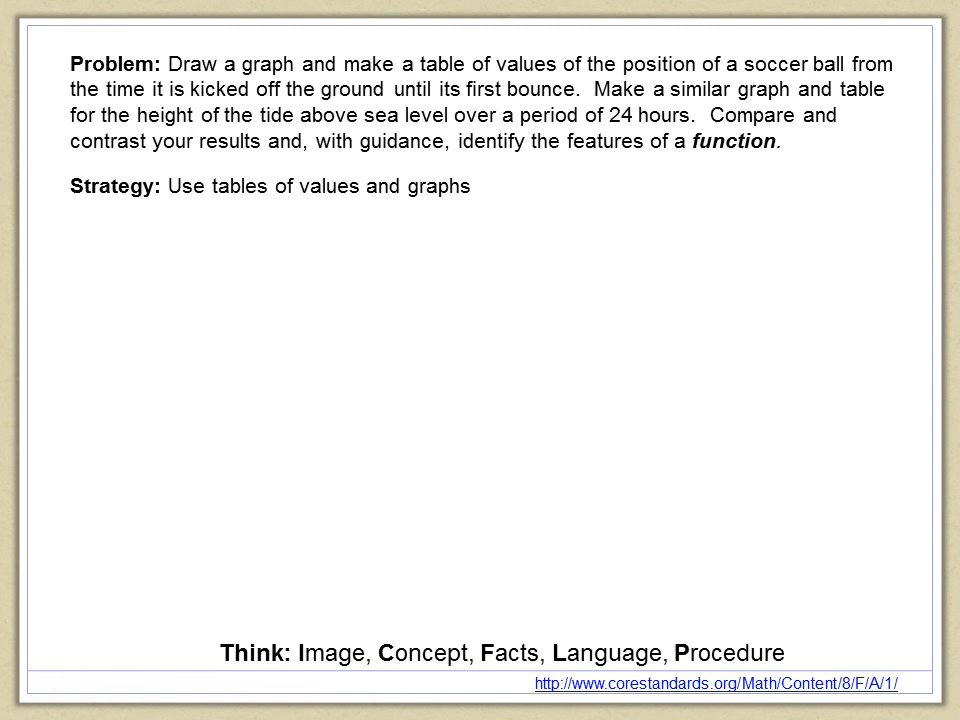 Problem: Draw a graph and make a table of values of the position of a soccer ball from
the time it is kicked off the ground until its first bounce.  Make a similar graph and table
for the height of the tide above sea level over a period of 24 hours.  Compare and
contrast your results and, with guidance, identify the features of a function.
Strategy: Use tables of values and graphs
Think: Image, Concept, Facts, Language, Procedure
http://www.corestandards.org/Math/Content/8/F/A/1/